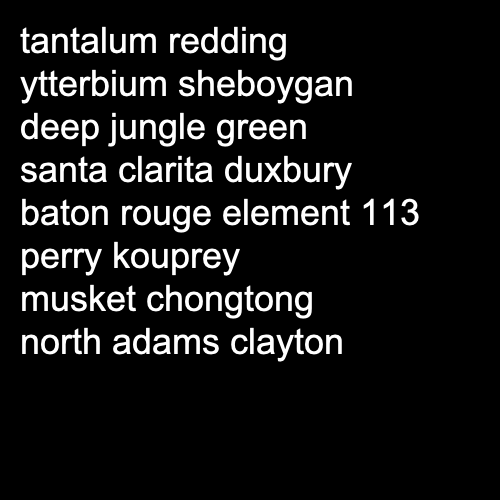 tantalum redding
ytterbium sheboygan
deep jungle green
santa clarita duxbury
baton rouge element 113
perry kouprey
musket chongtong
north adams clayton